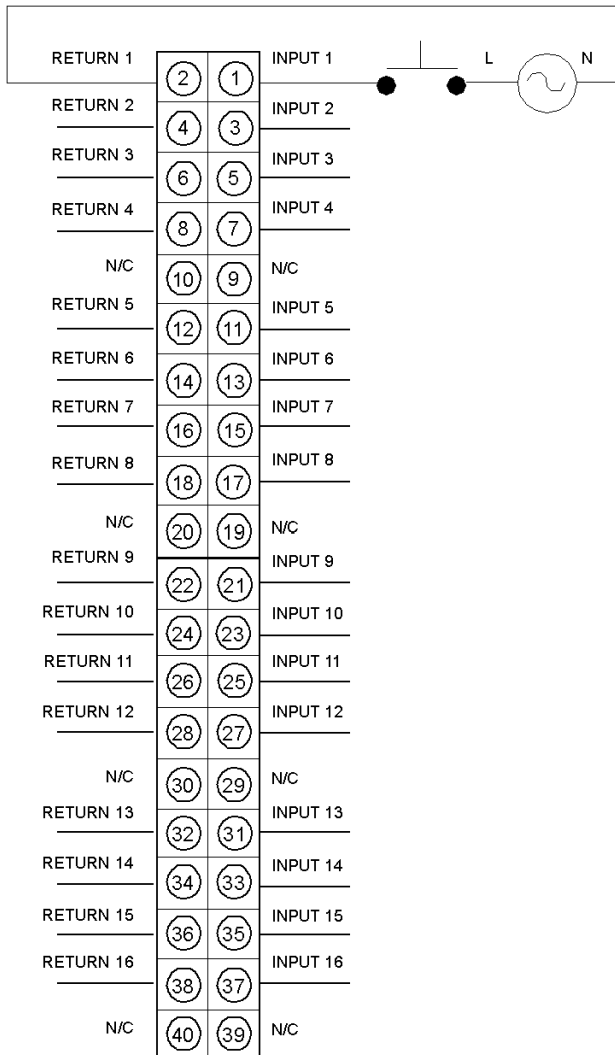 RETURN 1 2 1 INPUT 1 L N
RETURN 2 4 3 INPUT 2
RETURN 3 6 5 INPUT 3
RETURN 4 8 7 INPUT 4
N/C 10 9 N/C
RETURN 5 12 11 INPUT 5
RETURN 6 14 13 INPUT 6
RETURN 7 16 15 INPUT 7
RETURN 8 18 17 INPUT 8
N/C 20 19 N/C
RETURN 9 22 21 INPUT 9
RETURN 10 24 23 INPUT 10
RETURN 11 26 25 INPUT 11
RETURN 12 28 27 INPUT 12
N/C 30 29 N/C
RETURN 13 32 31 INPUT 13
RETURN 14 34 33 INPUT 14
RETURN 15 36 35 INPUT 15
RETURN 16 38 37 INPUT 16
N/C 40 39 N/C